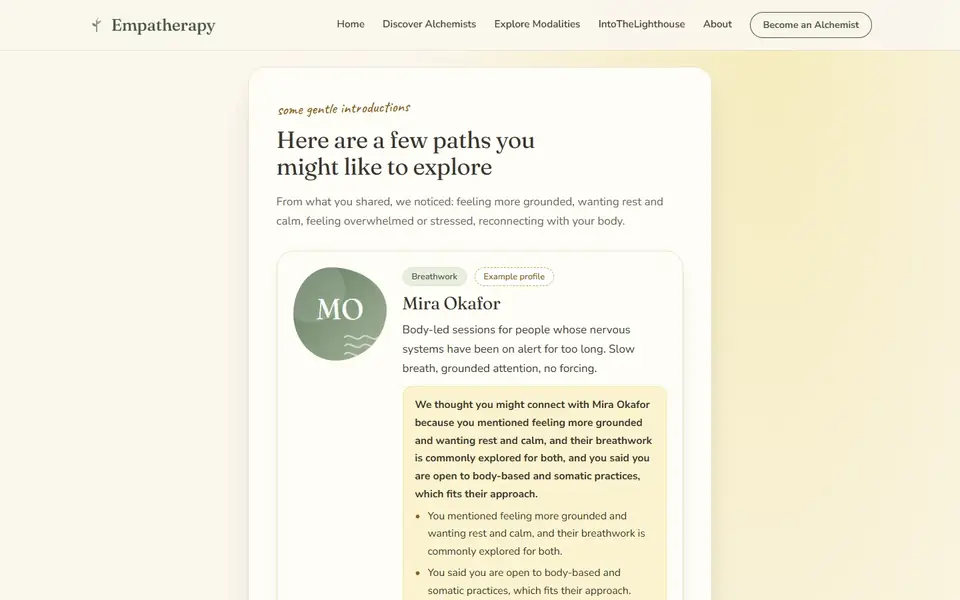 Empatherapy
Home
Discover Alchemists
Explore Modalities
IntoTheLighthouse
About
Become an Alchemist
some gentle introductions
Here are a few paths you
might like to explore
From what you shared, we noticed: feeling more grounded, wanting rest and
calm, feeling overwhelmed or stressed, reconnecting with your body.
MO
Breathwork
Example profile
Mira Okafor
Body-led sessions for people whose nervous
systems have been on alert for too long. Slow
breath, grounded attention, no forcing.
We thought you might connect with Mira Okafor
because you mentioned feeling more grounded
and wanting rest and calm, and their breathwork
is commonly explored for both, and you said you
are open to body-based and somatic practices,
which fits their approach.
• You mentioned feeling more grounded and
wanting rest and calm, and their breathwork is
commonly explored for both.
• You said you are open to body-based and
somatic practices, which fits their approach.